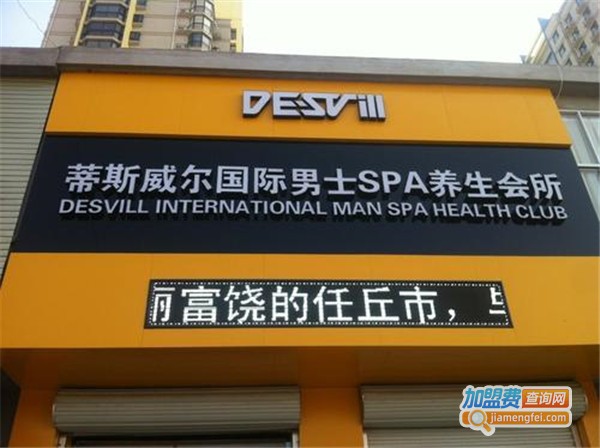 DESVill
蒂斯威尔国际男士SPA养生会所
DESVILL INTERNATIONAL MAN SPA HEALTH CLUB
丽富饶的任丘市，
加盟费查询网
jiamengfei.com